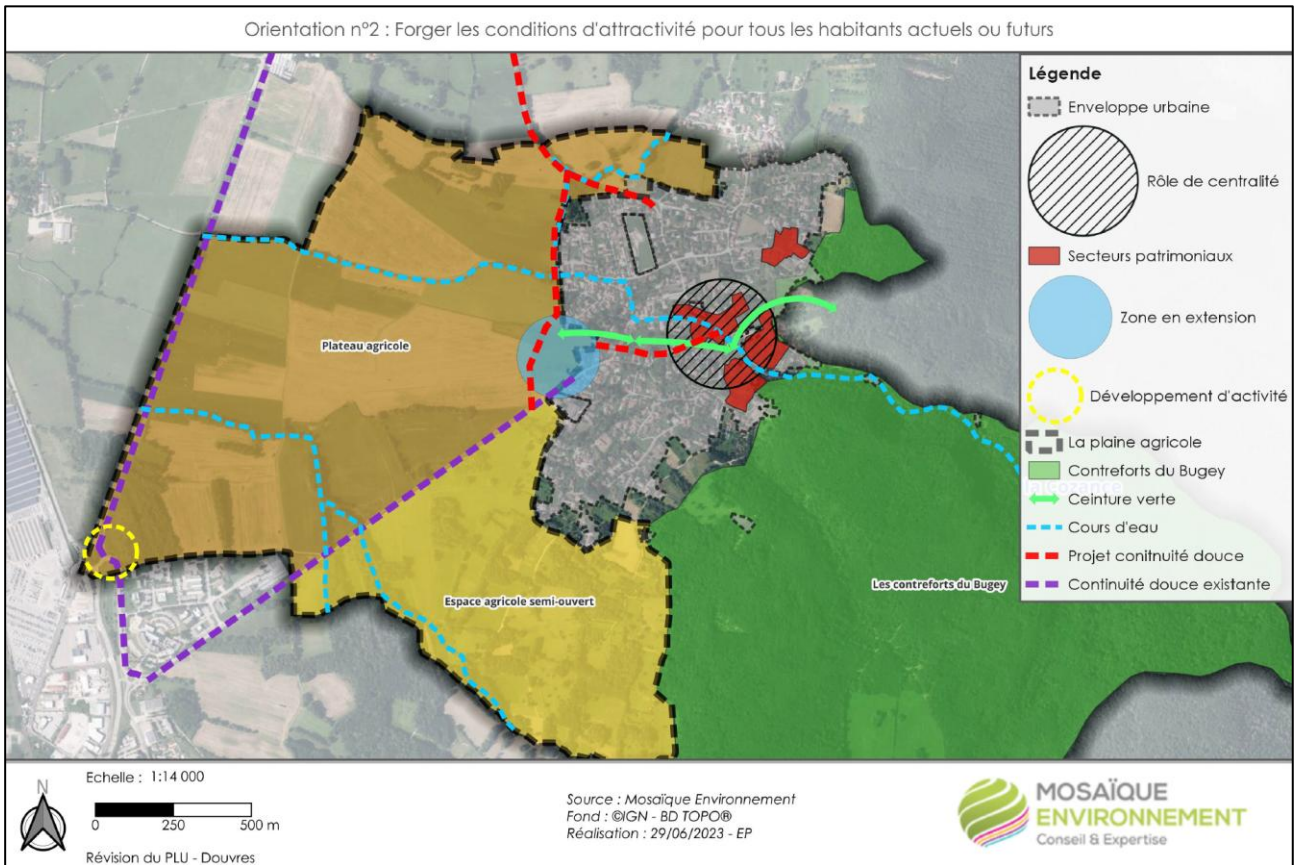 Orientation n°2 : Forger les conditions d'attractivité pour tous les habitants actuels ou futurs
Légende
Enveloppe urbaine
Rôle de centralité
Secteurs patrimoniaux
Zone en extension
Développement d'activité
La plaine agricole
Contreforts du Bugey
Ceinture verte
Cours d'eau
Projet conitnuité douce
Continuité douce existante
Plateau agricole
Espace agricole semi-ouvert
Les contreforts du Bugey
N
Echelle : 1:14 000
0 250 500 m
Révision du PLU - Douvres
Source : Mosaïque Environnement
Fond : ©IGN - BD TOPO®
Réalisation : 29/06/2023 - EP
MOSAÏQUE
ENVIRONNEMENT
Conseil & Expertise